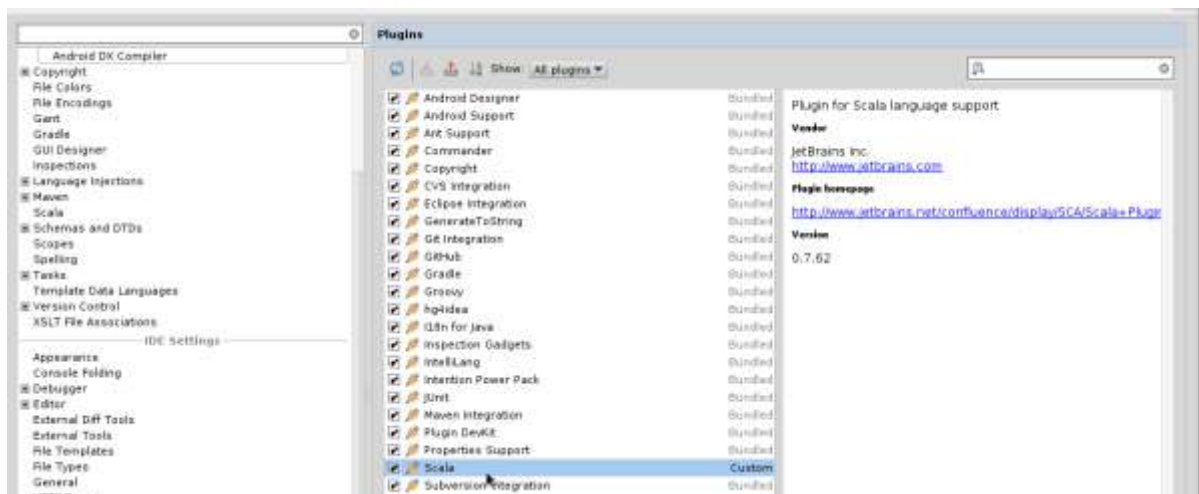 Plugins
Android DX Compiler
Copyright
File Colors
File Encodings
Gant
Gradle
GUI Designer
Inspections
Language Injections
Maven
Scala
Schemas and DTDs
Scopes
Spelling
Tasks
Template Data Languages
Version Control
XSLT File Associations
IDE Settings
Appearance
Console Folding
Debugger
Editor
External Diff Tools
External Tools
File Templates
File Types
General
Show: All plugins
Android Designer Bundled
Android Support Bundled
Ant Support Bundled
Commander Bundled
Copyright Bundled
CVS Integration Bundled
Eclipse Integration Bundled
GenerateToString Bundled
Git Integration Bundled
GitHub Bundled
Gradle Bundled
Groovy Bundled
hg4idea Bundled
I18n for Java Bundled
Inspection Gadgets Bundled
IntelliLang Bundled
Intention Power Pack Bundled
JUnit Bundled
Maven Integration Bundled
Plugin DevKit Bundled
Properties Support Bundled
Scala Custom
Subversion Integration Bundled
Plugin for Scala language support
Vendor
JetBrains Inc.
http://www.jetbrains.com
Plugin homepage
http://www.jetbrains.net/confluence/display/SCA/Scala+Plugin
Version
0.7.62